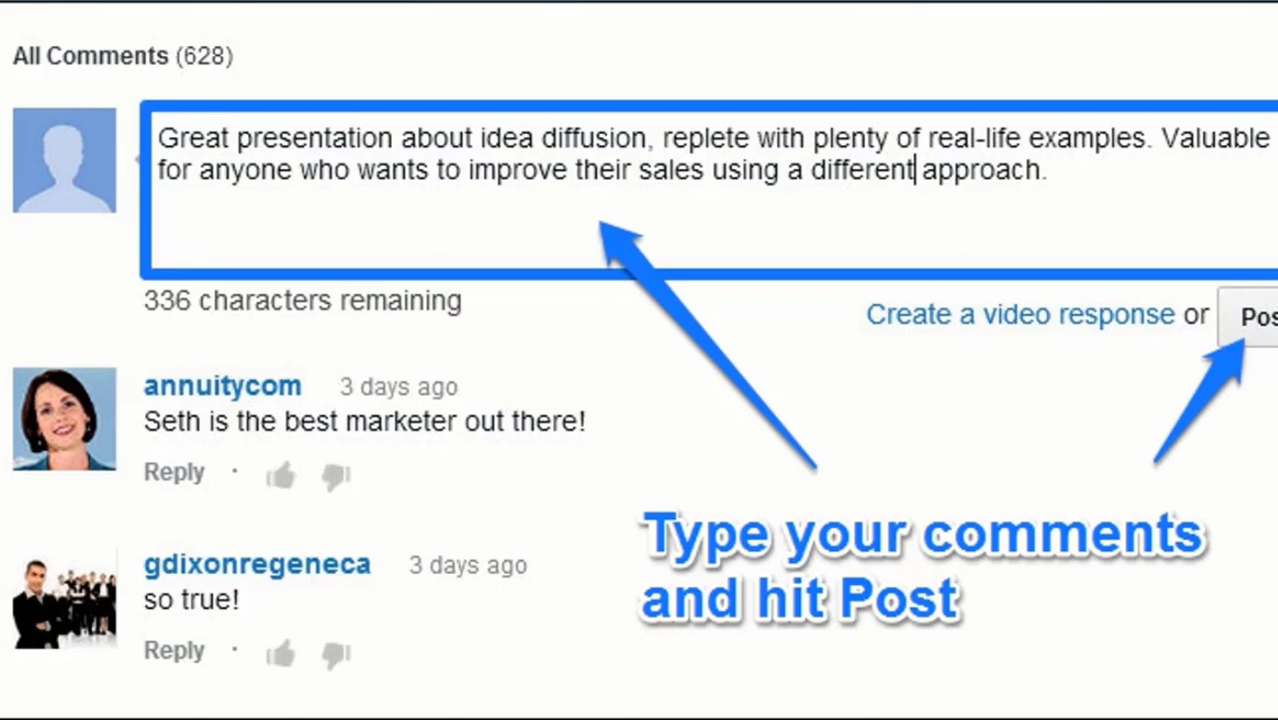 All Comments (628)
Great presentation about idea diffusion, replete with plenty of real-life examples. Valuable
for anyone who wants to improve their sales using a different approach.
336 characters remaining
Create a video response or Pos
annuitycom 3 days ago
Seth is the best marketer out there!
Reply ·
Type your comments
and hit Post
gdixonregeneca 3 days ago
so true!
Reply ·